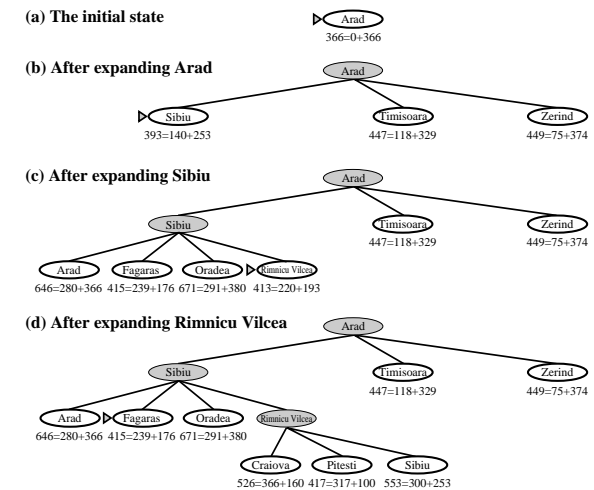 (a) The initial state
Arad
366=0+366
(b) After expanding Arad
Arad
Sibiu Timisoara Zerind
393=140+253 447=118+329 449=75+374
(c) After expanding Sibiu
Arad
Sibiu Timisoara Zerind
447=118+329 449=75+374
Arad Fagaras Oradea Rimnicu Vilcea
646=280+366 415=239+176 671=291+380 413=220+193
(d) After expanding Rimnicu Vilcea
Arad
Sibiu Timisoara Zerind
447=118+329 449=75+374
Arad Fagaras Oradea Rimnicu Vilcea
646=280+366 415=239+176 671=291+380
Craiova Pitesti Sibiu
526=366+160 417=317+100 553=300+253